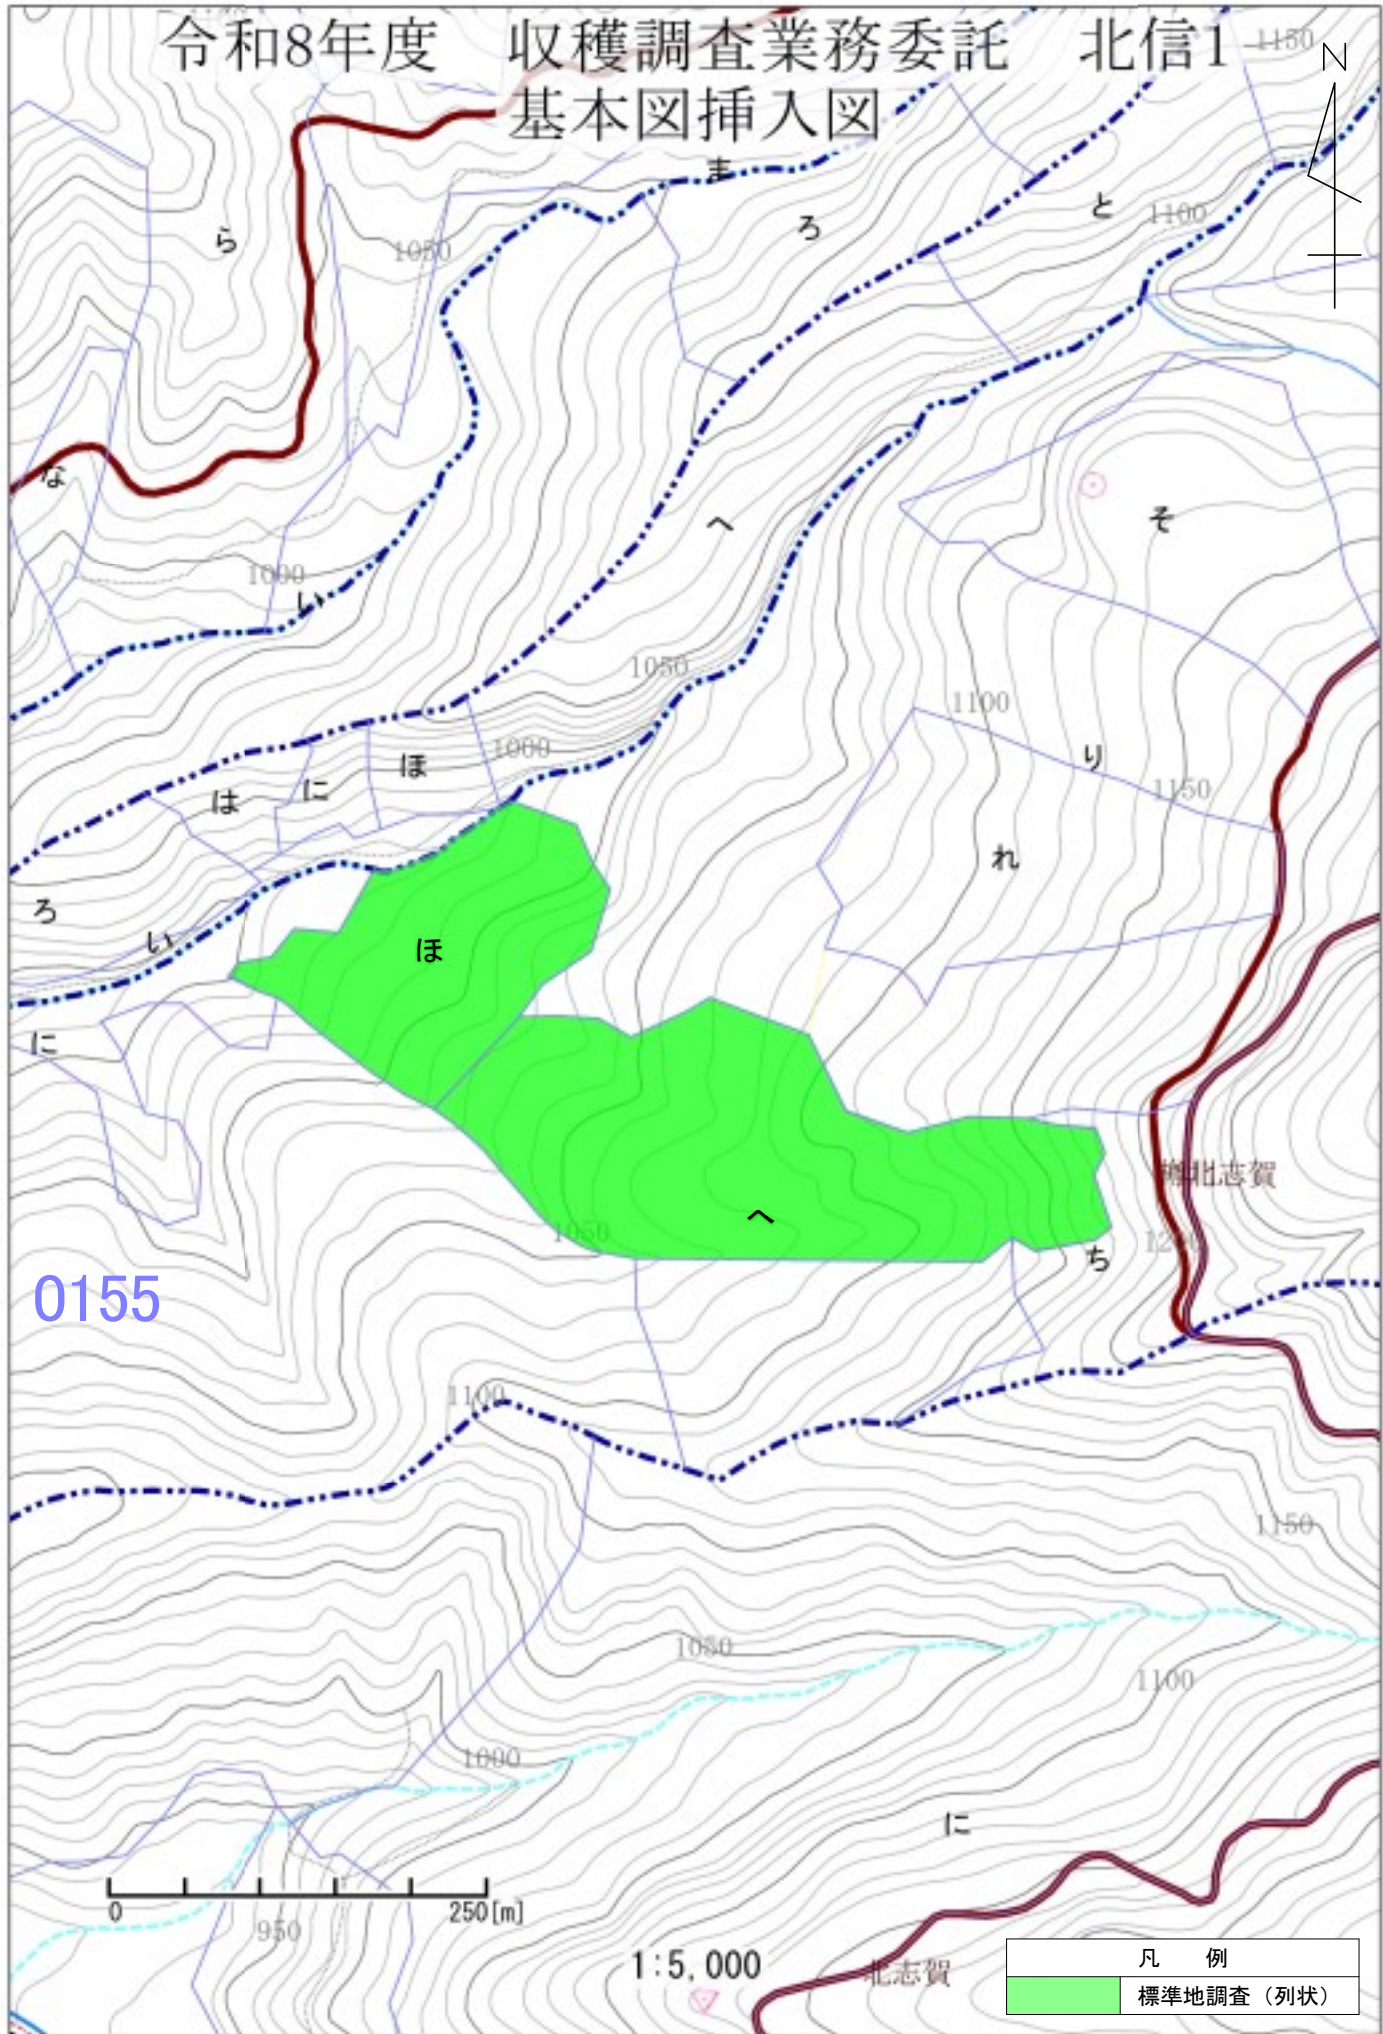 令和8年度　収穫調査業務委託　北信1
基本図挿入図
N
1150
ま
ろ
と
1100
ら
1050
な
へ
そ
1000
い
1050
1100
ほ
1000
り
に
は
1150
れ
ろ
い
ほ
に
北志賀
へ
1050
ち
0155
1100
1150
1050
1100
1000
に
0
250[m]
950
1:5,000
北志賀
凡　例
標準地調査（列状）